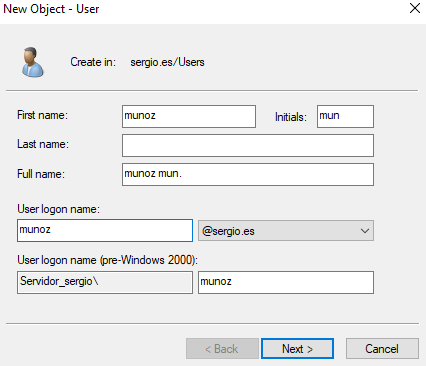 New Object - User
Create in: sergio.es/Users
First name: munoz Initials: mun
Last name:
Full name: munoz mun.
User logon name:
munoz @sergio.es
User logon name (pre-Windows 2000):
Servidor_sergio\ munoz
< Back Next > Cancel